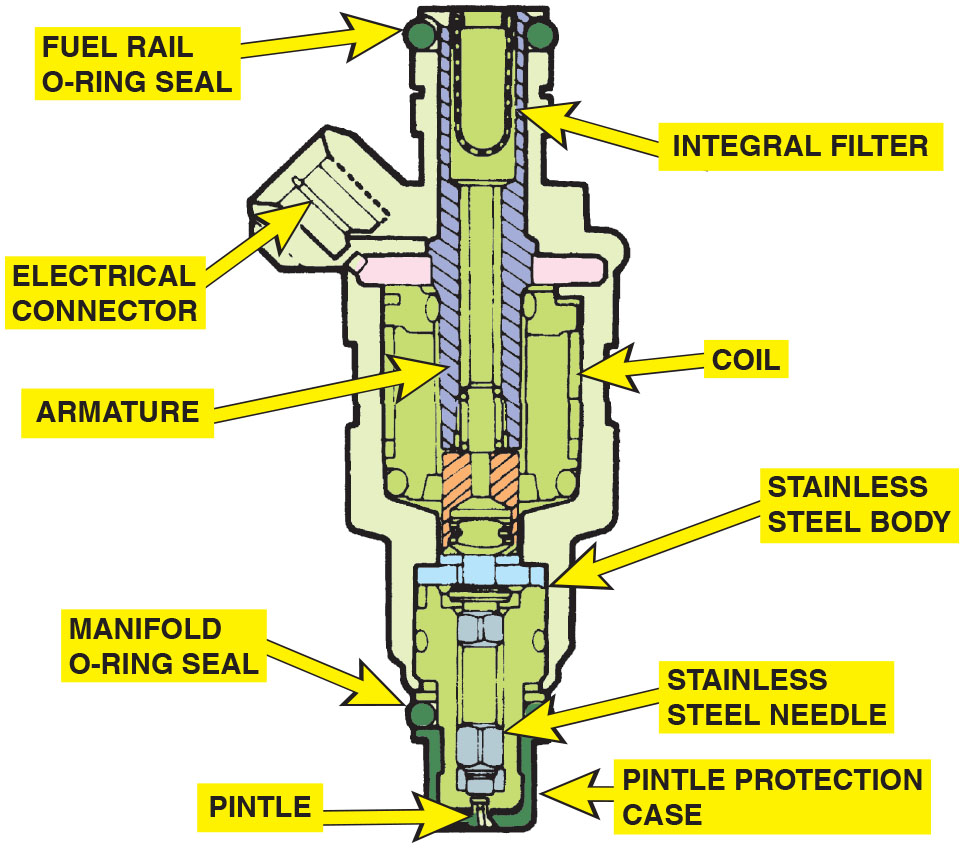 FUEL RAIL
O-RING SEAL
INTEGRAL FILTER
ELECTRICAL
CONNECTOR
COIL
ARMATURE
STAINLESS
STEEL BODY
MANIFOLD
O-RING SEAL
STAINLESS
STEEL NEEDLE
PINTLE
PINTLE PROTECTION
CASE